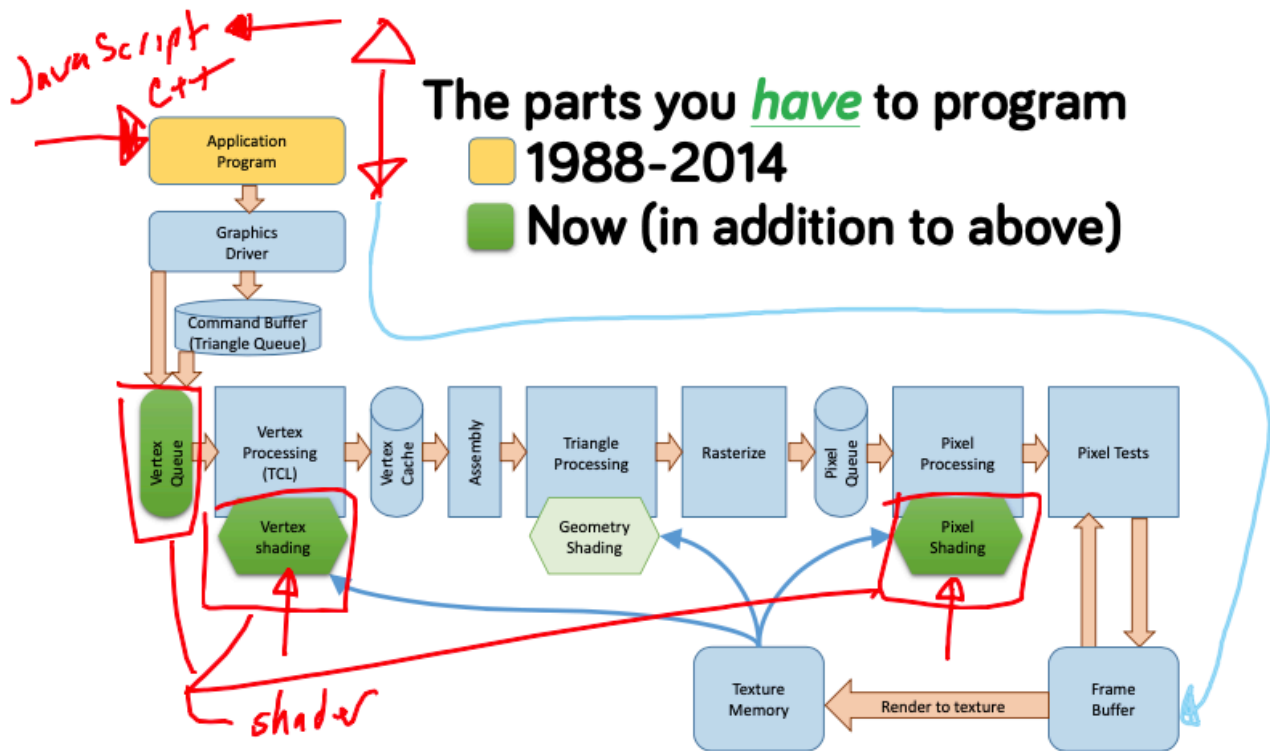 JavaScript
C++
The parts you have to program
1988-2014
Now (in addition to above)
Application
Program
Graphics
Driver
Command Buffer
(Triangle Queue)
Vertex
Queue
Vertex
Processing
(TCL)
Vertex
Cache
Assembly
Triangle
Processing
Rasterize
Pixel
Queue
Pixel
Processing
Pixel Tests
Vertex
shading
Geometry
Shading
Pixel
Shading
Texture
Memory
Render to texture
Frame
Buffer
shader